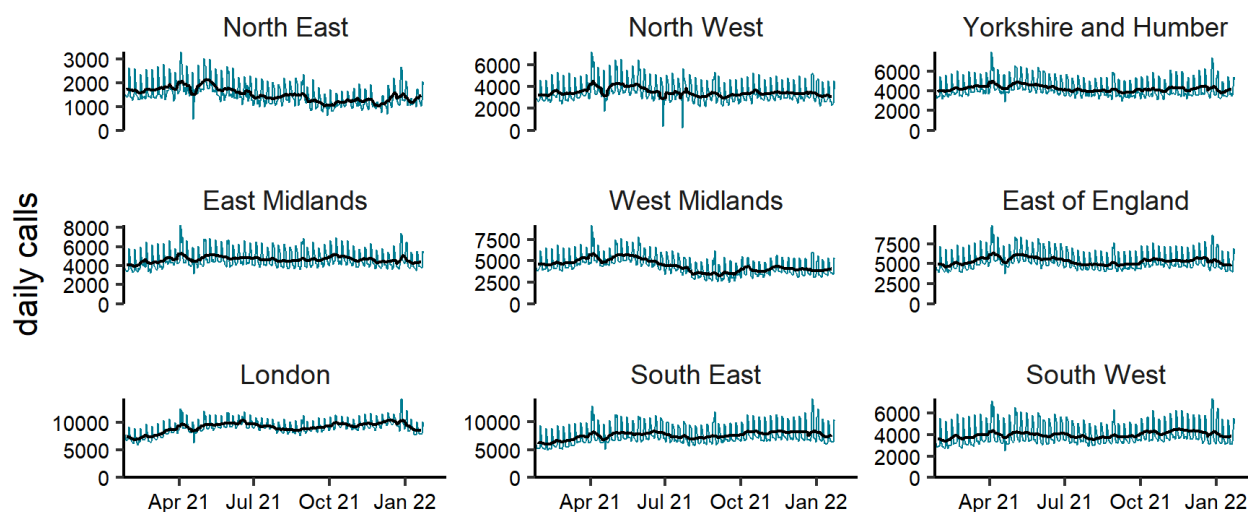 North East
North West
Yorkshire and Humber
3000
2000
1000
0
6000
4000
2000
0
6000
4000
2000
0
daily calls
East Midlands
West Midlands
East of England
8000
6000
4000
2000
0
7500
5000
2500
0
7500
5000
2500
0
London
South East
South West
10000
5000
0
10000
5000
0
6000
4000
2000
0
Apr 21 Jul 21 Oct 21 Jan 22
Apr 21 Jul 21 Oct 21 Jan 22
Apr 21 Jul 21 Oct 21 Jan 22